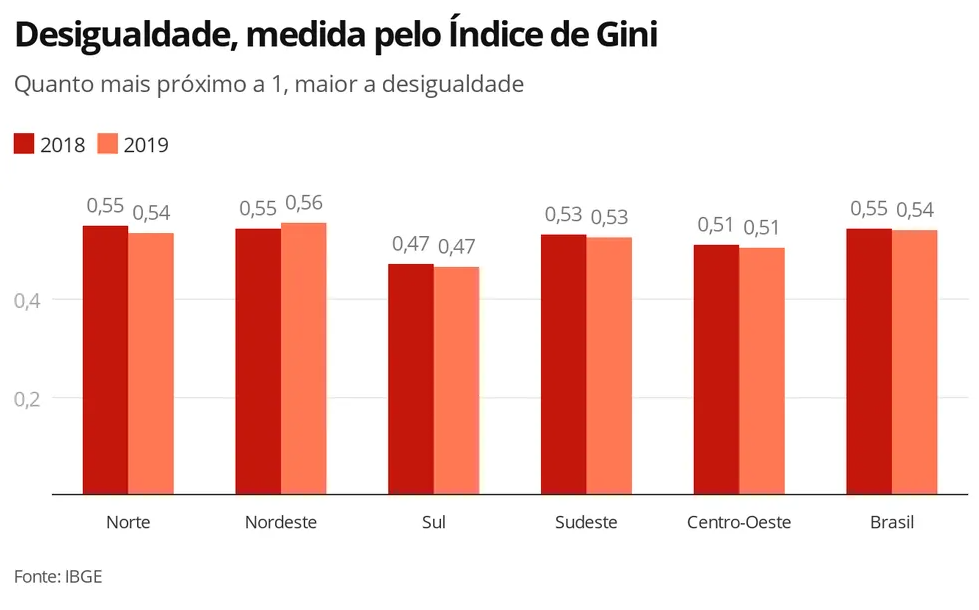 Desigualdade, medida pelo Índice de Gini
Quanto mais próximo a 1, maior a desigualdade
2018 2019
0,55 0,54 0,55 0,56 0,47 0,47 0,53 0,53 0,51 0,51 0,55 0,54
0,4
0,2
Norte Nordeste Sul Sudeste Centro-Oeste Brasil
Fonte: IBGE